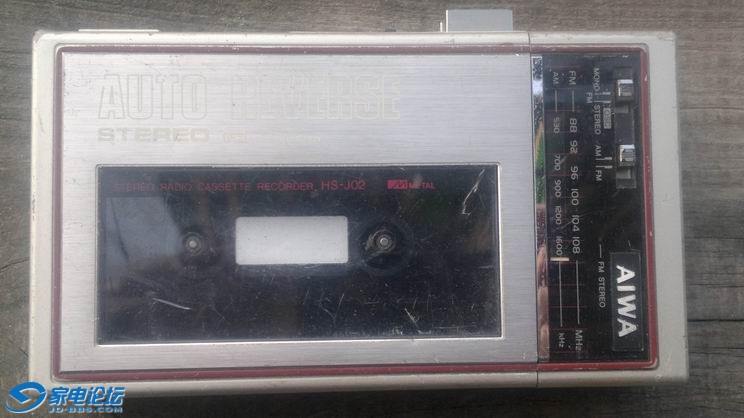 AUTO REVERSE
STEREO
STEREO RADIO CASSETTE RECORDER HS-J02 METAL
MONO STEREO
FM
AM FM
FM 88 92 96 100 104 108 MHz
AM 530 700 900 1200 1600 kHz
FM STEREO
AIWA
家电论坛
JD-BBS.COM